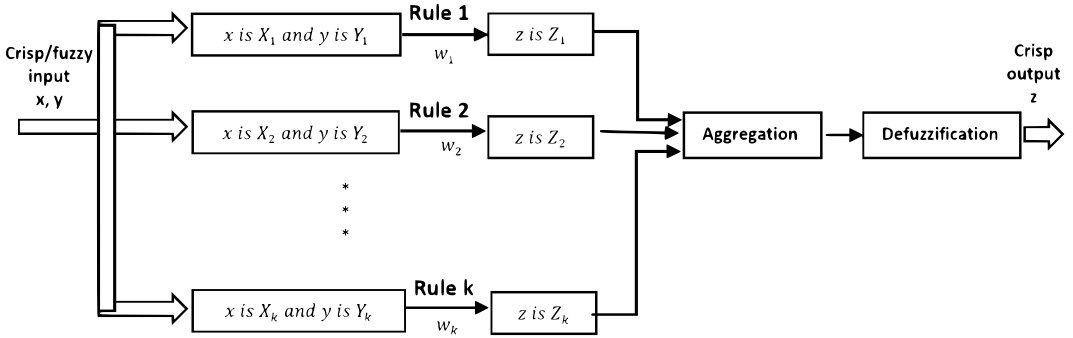 Crisp/fuzzy
input
x, y
x is X₁ and y is Y₁
Rule 1
w₁
z is Z₁
x is X₂ and y is Y₂
Rule 2
w₂
z is Z₂
*
*
*
x is Xₖ and y is Yₖ
Rule k
wₖ
z is Zₖ
Aggregation
Defuzzification
Crisp
output
z